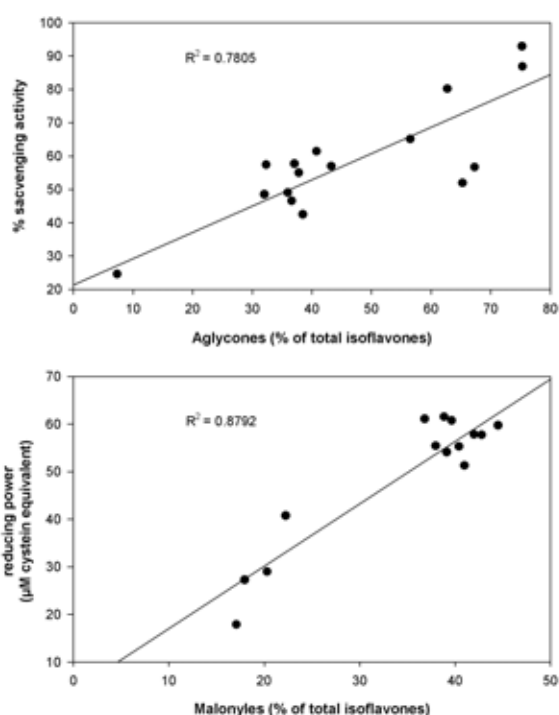 100
90
80
70
60
50
40
30
20
R² = 0.7805
% sacvenging activity
0 10 20 30 40 50 60 70 80
Aglycones (% of total isoflavones)
70
60
50
40
30
20
10
R² = 0.8792
reducing power
(µM cystein equivalent)
0 10 20 30 40 50
Malonyles (% of total isoflavones)